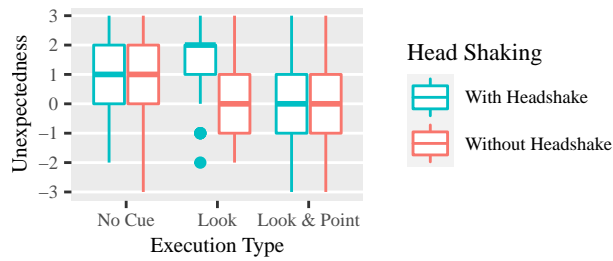 Unexpectedness
3
2
1
0
−1
−2
−3
No Cue Look Look & Point
Execution Type
Head Shaking
With Headshake
Without Headshake